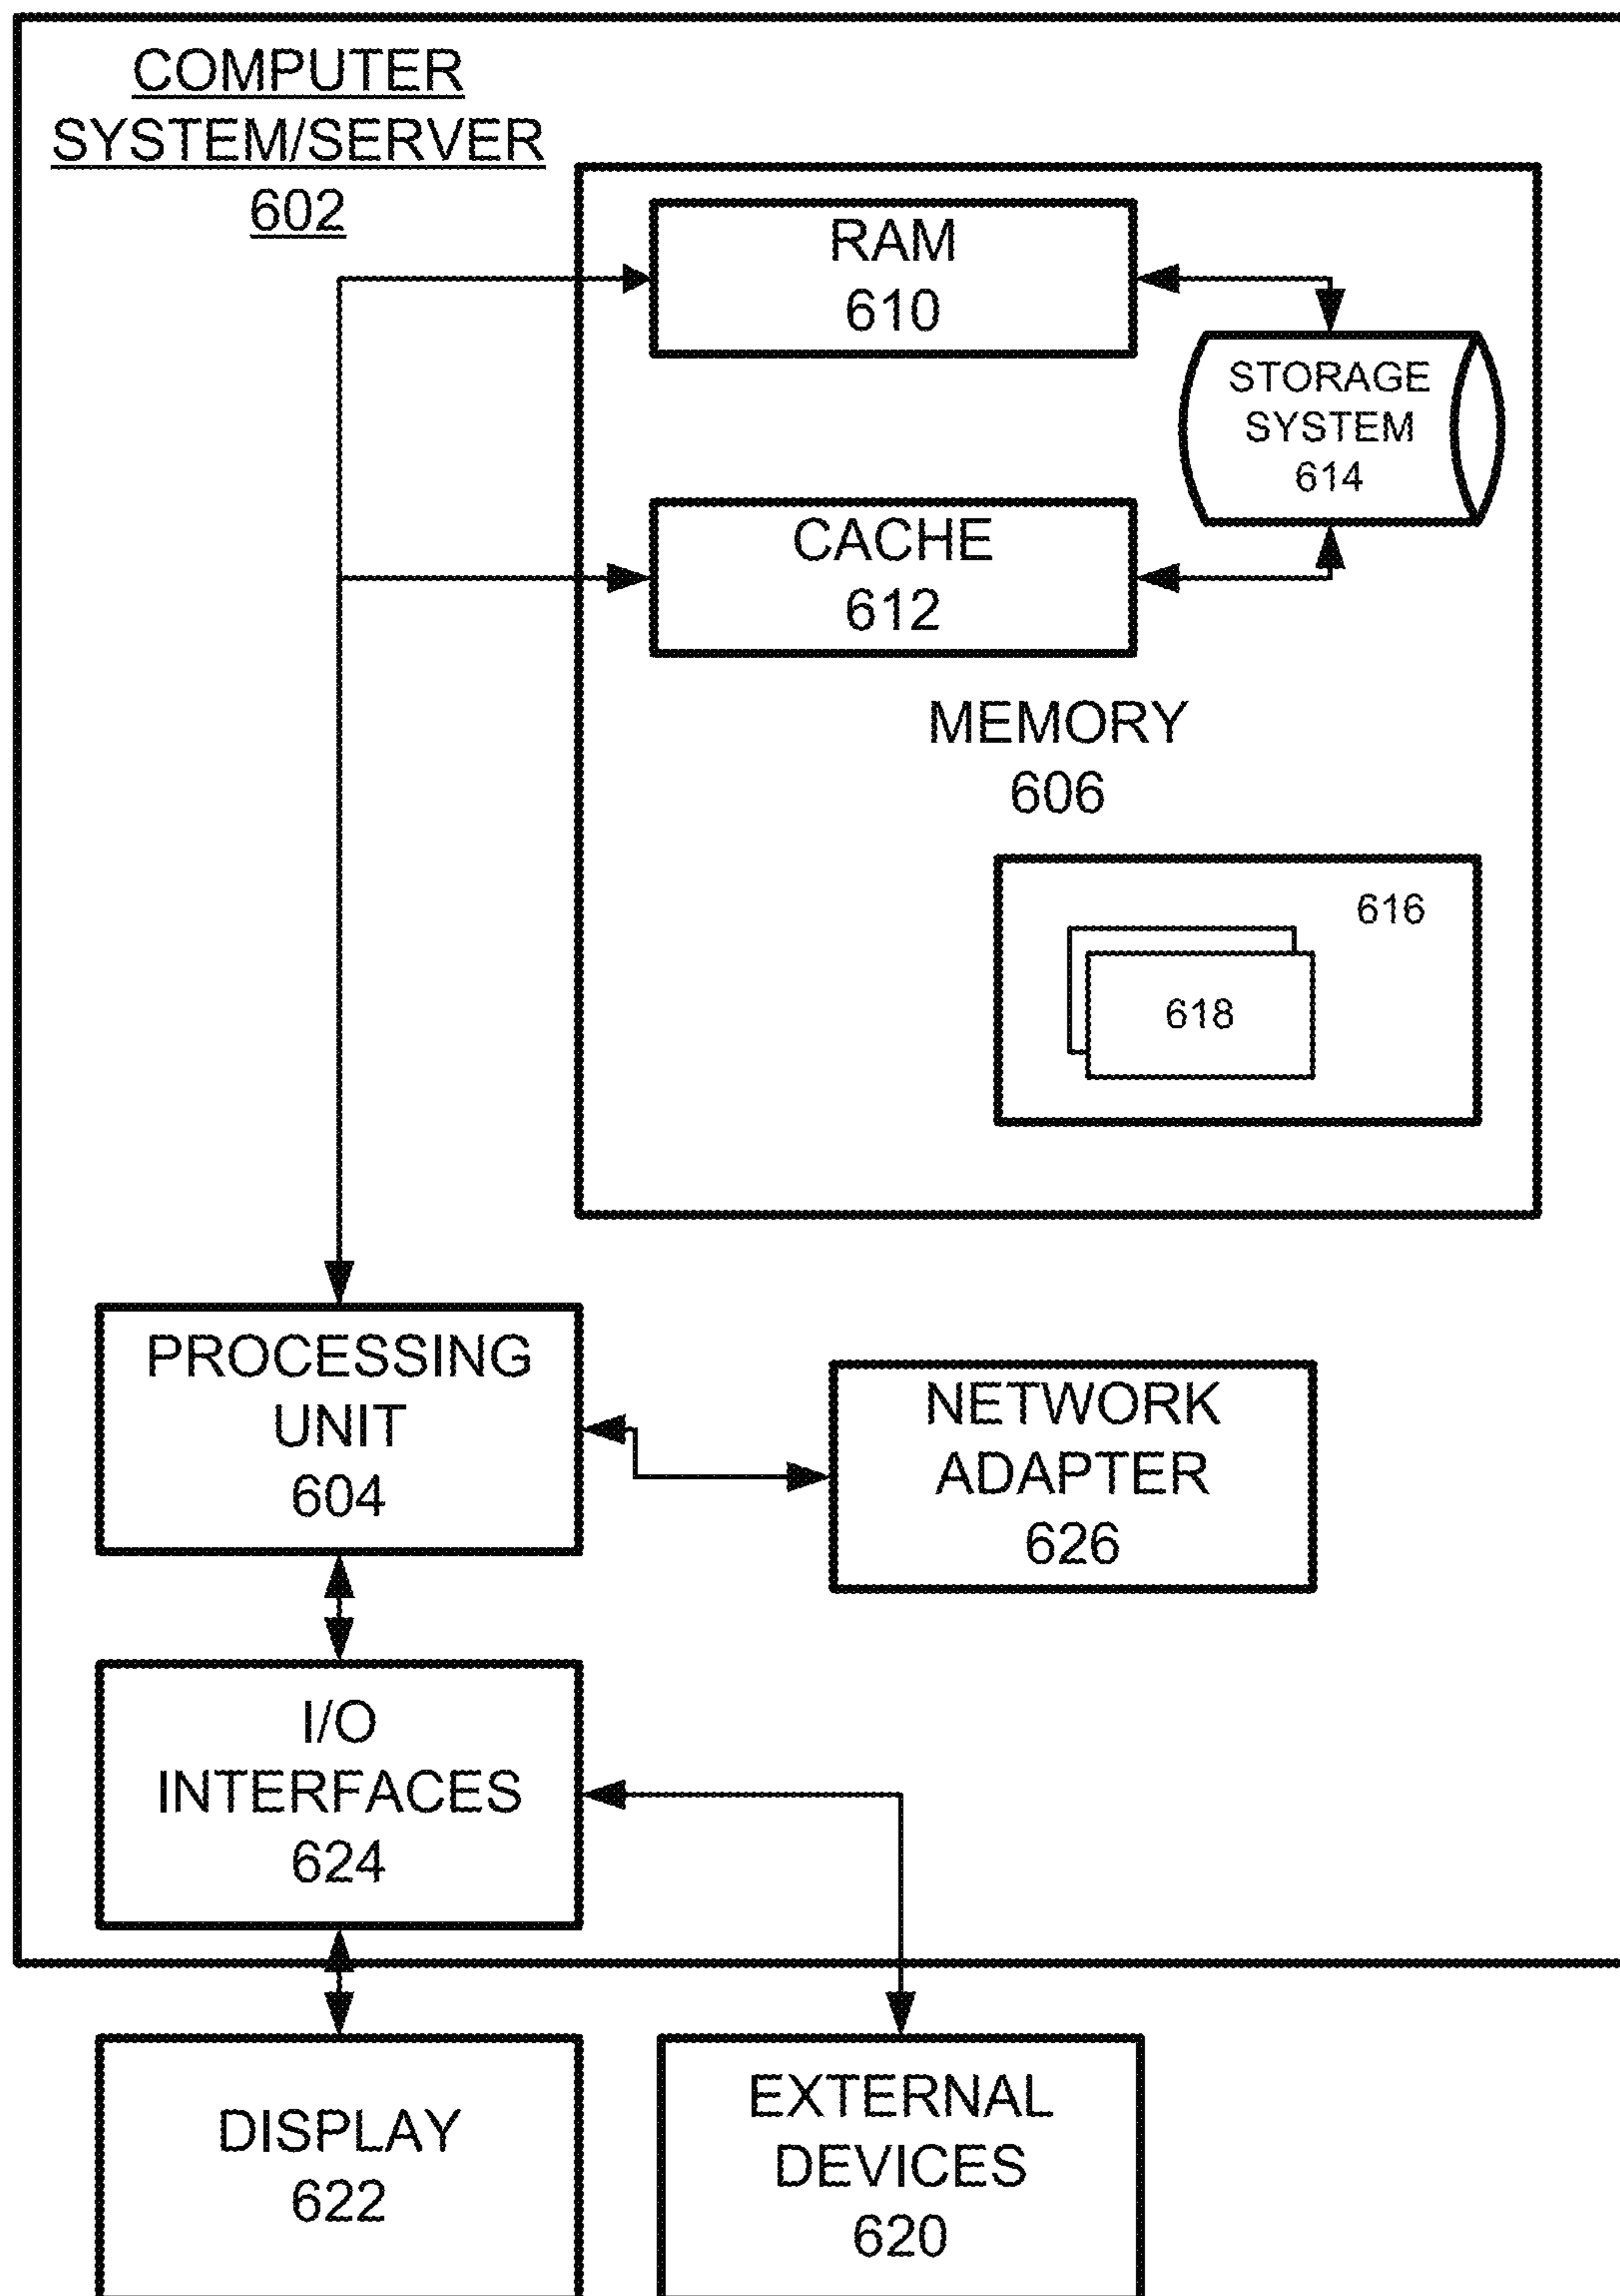 COMPUTER
SYSTEM/SERVER
602
RAM
610
STORAGE
SYSTEM
614
CACHE
612
MEMORY
606
616
618
PROCESSING
UNIT
604
NETWORK
ADAPTER
626
I/O
INTERFACES
624
DISPLAY
622
EXTERNAL
DEVICES
620